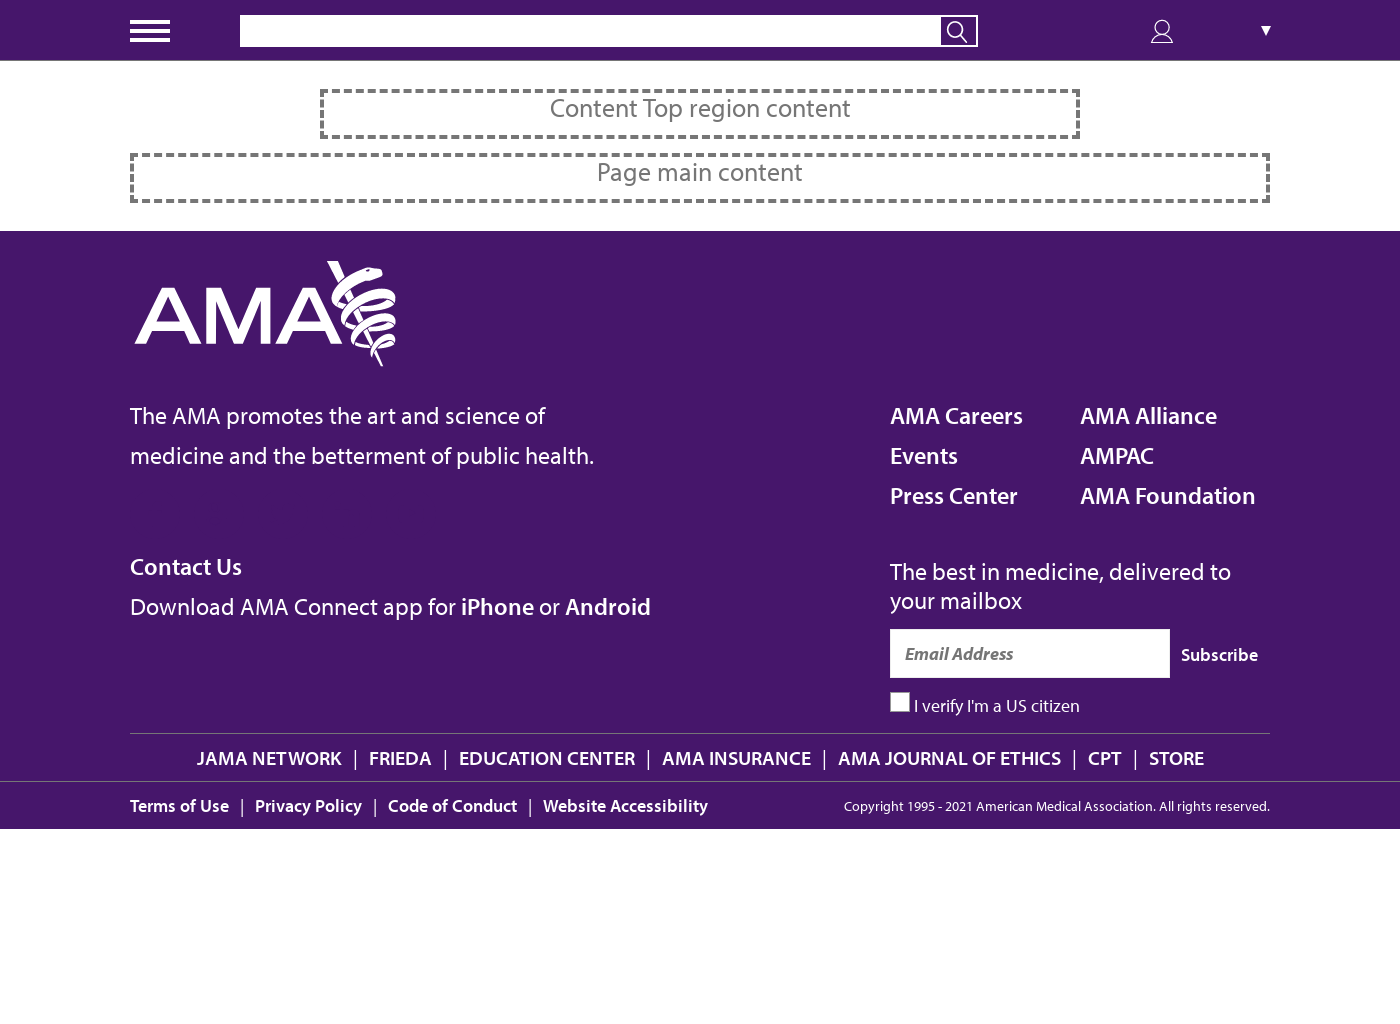 Content Top region content
Page main content
AMA
The AMA promotes the art and science of
medicine and the betterment of public health.
AMA Careers
Events
Press Center
AMA Alliance
AMPAC
AMA Foundation
Contact Us
Download AMA Connect app for iPhone or Android
The best in medicine, delivered to
your mailbox
Email Address
Subscribe
I verify I'm a US citizen
JAMA NETWORK | FRIEDA | EDUCATION CENTER | AMA INSURANCE | AMA JOURNAL OF ETHICS | CPT | STORE
Terms of Use | Privacy Policy | Code of Conduct | Website Accessibility
Copyright 1995 - 2021 American Medical Association. All rights reserved.